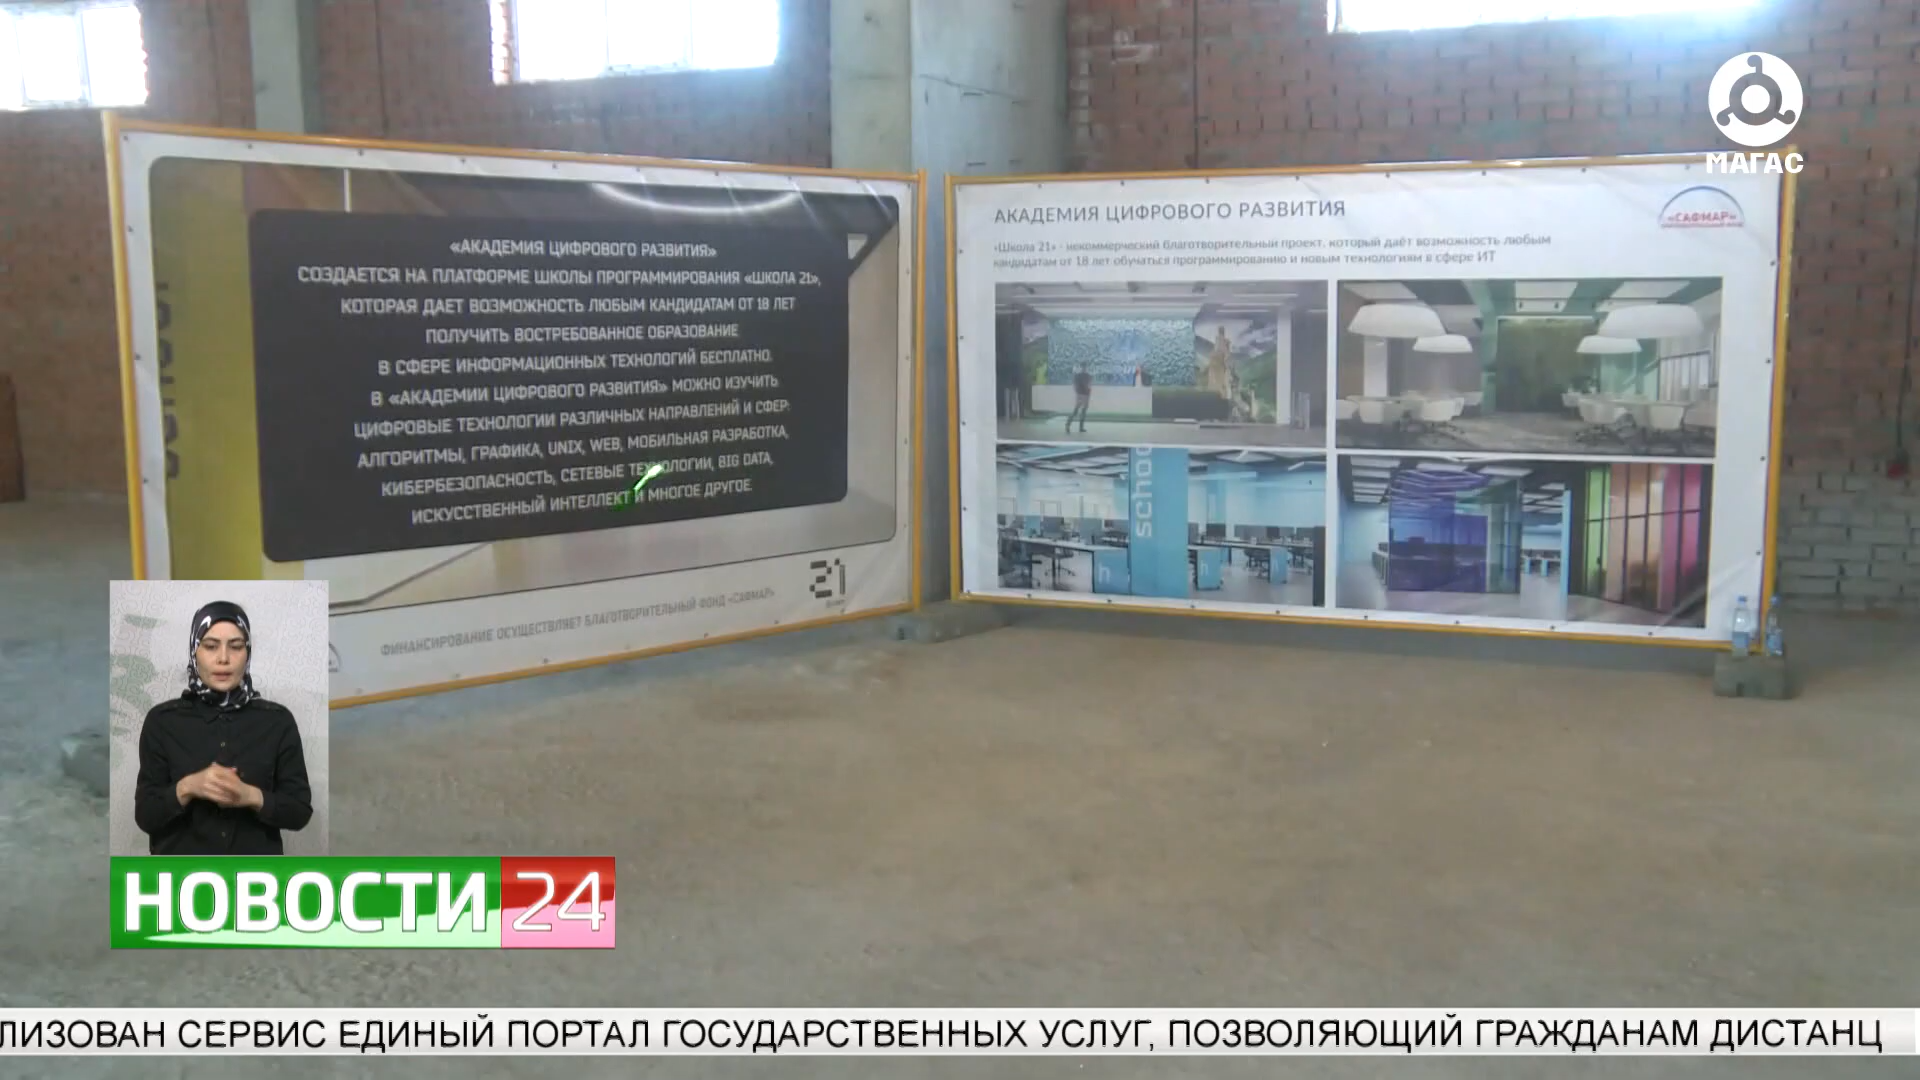 МАГАС
«АКАДЕМИЯ ЦИФРОВОГО РАЗВИТИЯ»
СОЗДАЕТСЯ НА ПЛАТФОРМЕ ШКОЛЫ ПРОГРАММИРОВАНИЯ «ШКОЛА 21»,
КОТОРАЯ ДАЕТ ВОЗМОЖНОСТЬ ЛЮБЫМ КАНДИДАТАМ ОТ 18 ЛЕТ
ПОЛУЧИТЬ ВОСТРЕБОВАННОЕ ОБРАЗОВАНИЕ
В СФЕРЕ ИНФОРМАЦИОННЫХ ТЕХНОЛОГИЙ БЕСПЛАТНО.
В «АКАДЕМИИ ЦИФРОВОГО РАЗВИТИЯ» МОЖНО ИЗУЧИТЬ
ЦИФРОВЫЕ ТЕХНОЛОГИИ РАЗЛИЧНЫХ НАПРАВЛЕНИЙ И СФЕР:
АЛГОРИТМЫ, ГРАФИКА, UNIX, WEB, МОБИЛЬНАЯ РАЗРАБОТКА,
КИБЕРБЕЗОПАСНОСТЬ, СЕТЕВЫЕ ТЕХНОЛОГИИ, BIG DATA,
ИСКУССТВЕННЫЙ ИНТЕЛЛЕКТ И МНОГОЕ ДРУГОЕ.
21
ФИНАНСИРОВАНИЕ ОСУЩЕСТВЛЯЕТ БЛАГОТВОРИТЕЛЬНЫЙ ФОНД «САФМАР»
АКАДЕМИЯ ЦИФРОВОГО РАЗВИТИЯ
«САФМАР»
«Школа 21» - некоммерческий благотворительный проект, который даёт возможность любым
кандидатам от 18 лет обучаться программированию и новым технологиям в сфере ИТ
schoo
НОВОСТИ 24
ЛИЗОВАН СЕРВИС ЕДИНЫЙ ПОРТАЛ ГОСУДАРСТВЕННЫХ УСЛУГ, ПОЗВОЛЯЮЩИЙ ГРАЖДАНАМ ДИСТАНЦ